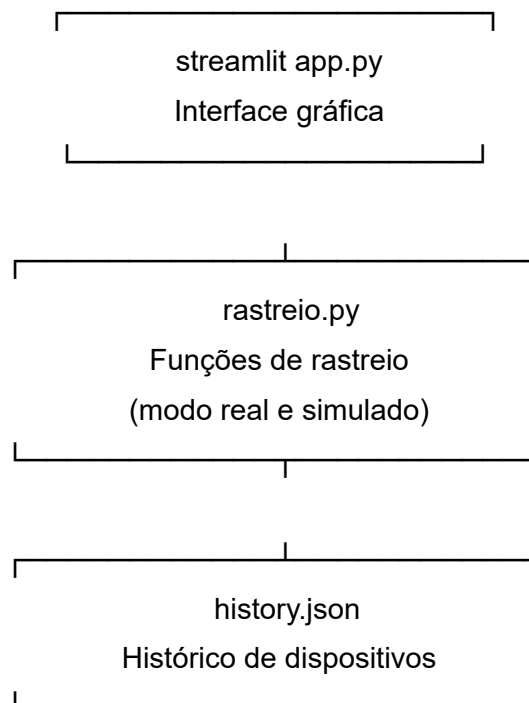 streamlit app.py
Interface gráfica
rastreio.py
Funções de rastreio
(modo real e simulado)
history.json
Histórico de dispositivos